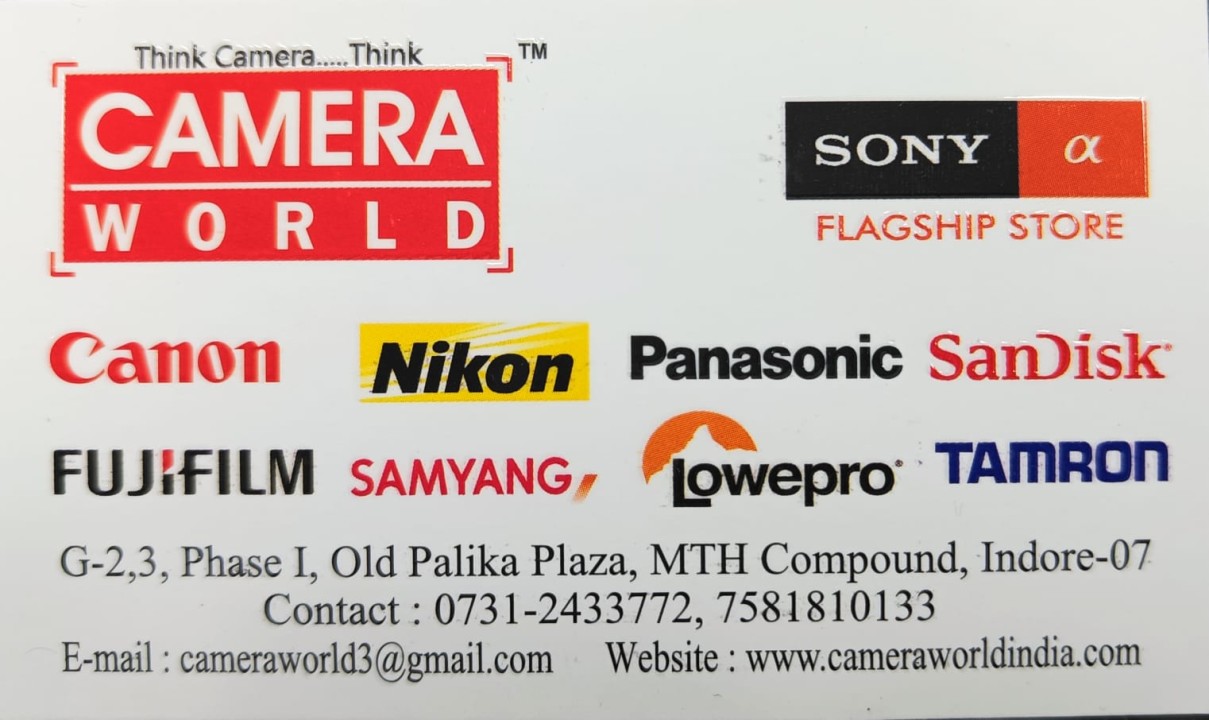 Think Camera.....Think TM
CAMERA
WORLD
SONY α
FLAGSHIP STORE
Canon Nikon Panasonic SanDisk®
FUJIFILM SAMYANG Lowepro® TAMRON
G-2,3, Phase I, Old Palika Plaza, MTH Compound, Indore-07
Contact : 0731-2433772, 7581810133
E-mail : cameraworld3@gmail.com Website : www.cameraworldindia.com